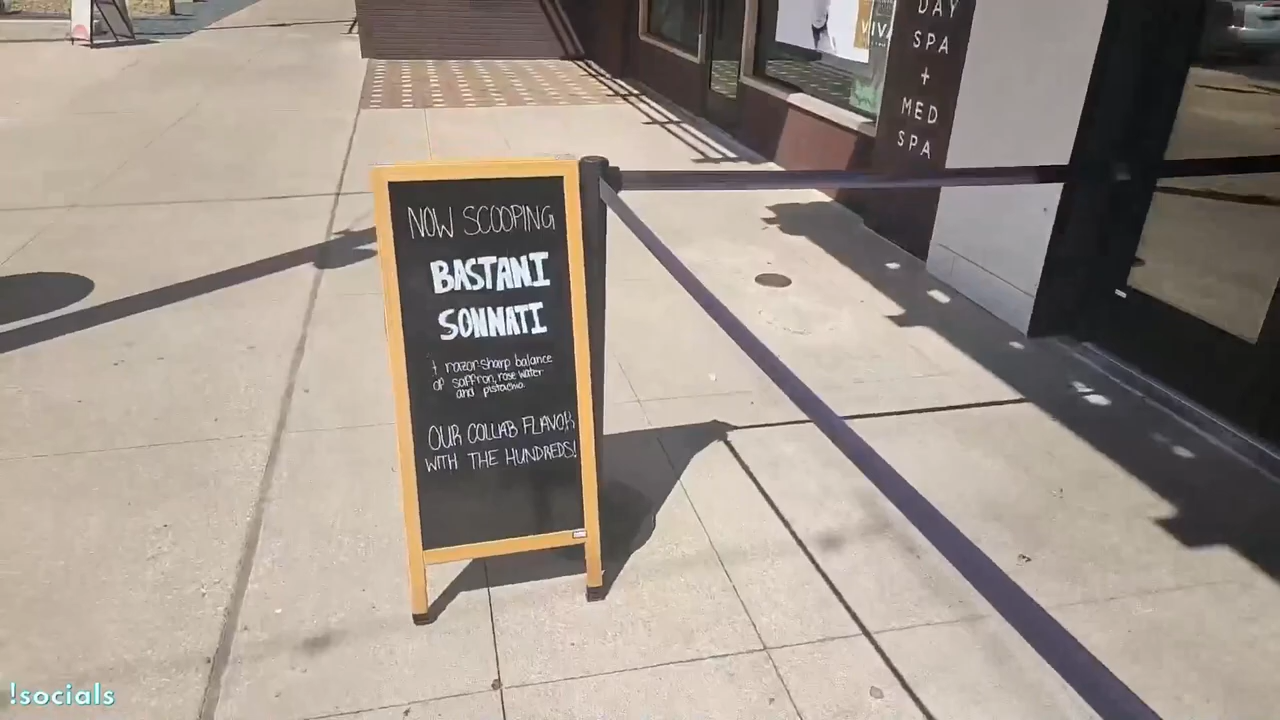 DAY
SPA
+
MED
SPA
NOW SCOOPING
BASTANI
SONNATI
razor-sharp balance
of saffron, rose water
and pistachio.
OUR COLLAB FLAVOR
WITH THE HUNDREDS!
!socials